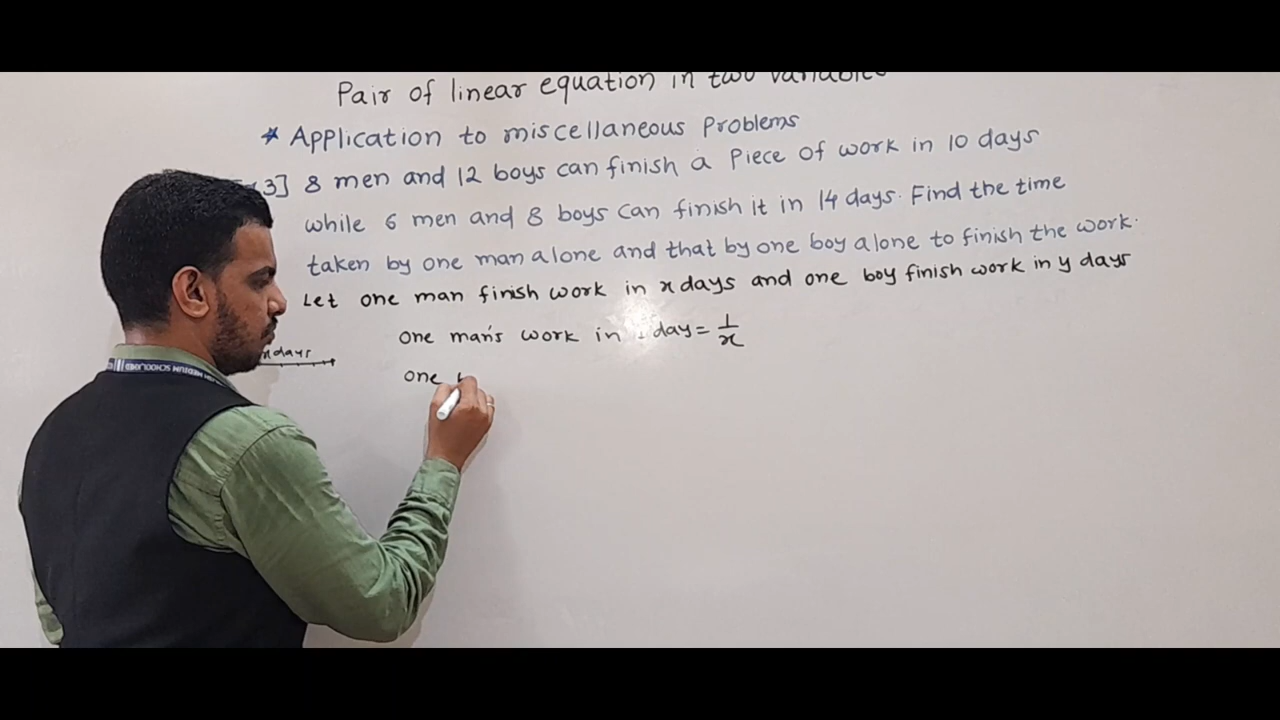 Pair of linear equation in two variables
* Application to miscellaneous Problems
3] 8 men and 12 boys can finish a Piece of work in 10 days
while 6 men and 8 boys can finish it in 14 days. Find the time
taken by one man alone and that by one boy alone to finish the work.
Let one man finish work in x days and one boy finish work in y days
One man's work in 1 day = 1/x
x days
One